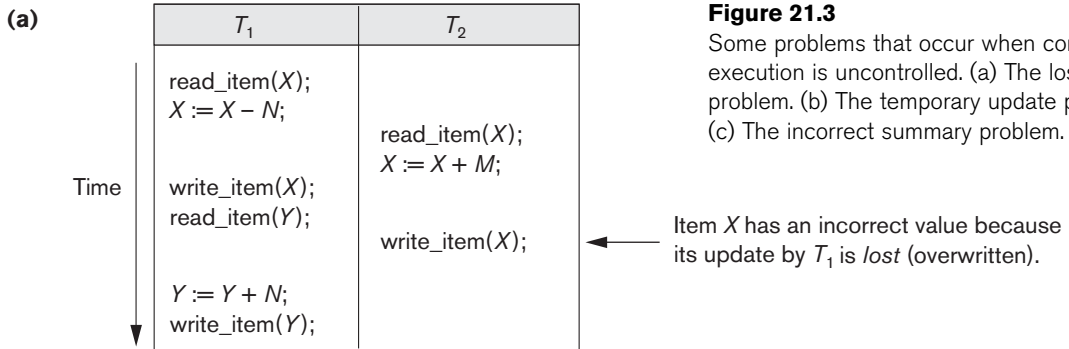 (a)
T1 T2
Figure 21.3
Some problems that occur when
execution is uncontrolled. (a) The
problem. (b) The temporary update
(c) The incorrect summary problem.
read_item(X);
X := X – N;
read_item(X);
X := X + M;
Time
write_item(X);
read_item(Y);
write_item(X);
Item X has an incorrect value because
its update by T1 is lost (overwritten).
Y := Y + N;
write_item(Y);